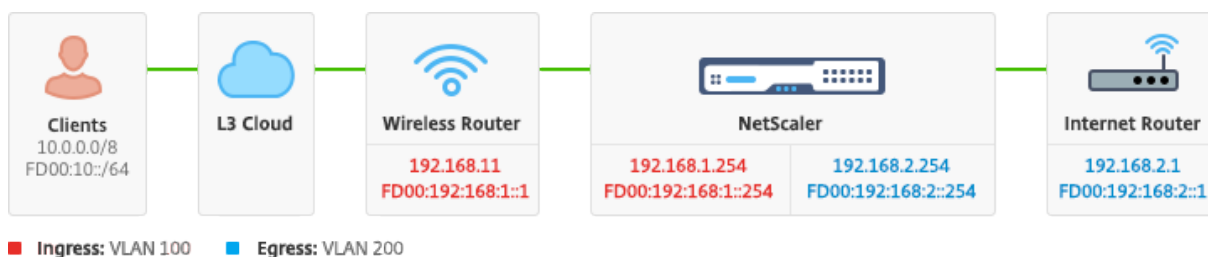 Clients
10.0.0.0/8
FD00:10::/64
L3 Cloud
Wireless Router
192.168.11
FD00:192:168:1::1
NetScaler
192.168.1.254
FD00:192:168:1::254
192.168.2.254
FD00:192:168:2::254
Internet Router
192.168.2.1
FD00:192:168:2::1
Ingress: VLAN 100
Egress: VLAN 200